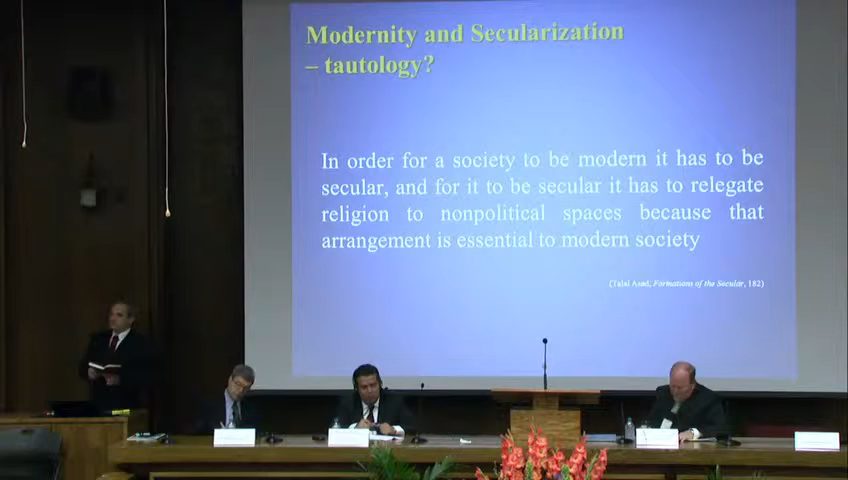 Modernity and Secularization
– tautology?
In order for a society to be modern it has to be
secular, and for it to be secular it has to relegate
religion to nonpolitical spaces because that
arrangement is essential to modern society
(Talal Asad, Formations of the Secular, 182)